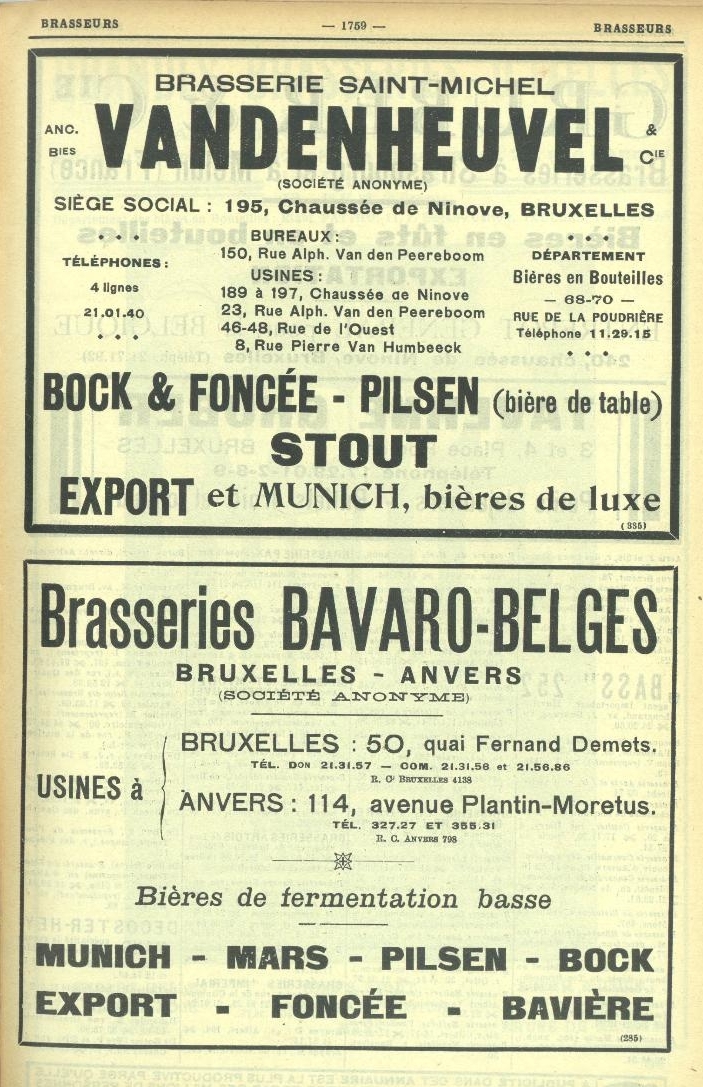 BRASSEURS — 1759 — BRASSEURS
BRASSERIE SAINT-MICHEL
ANC. BIES VANDENHEUVEL & CIE
(SOCIÉTÉ ANONYME)
SIÈGE SOCIAL : 195, Chaussée de Ninove, BRUXELLES
TÉLÉPHONES :
4 lignes
21.01.40
BUREAUX :
150, Rue Alph. Van den Peereboom
USINES :
189 à 197, Chaussée de Ninove
23, Rue Alph. Van den Peereboom
46-48, Rue de l'Ouest
8, Rue Pierre Van Humbeeck
DÉPARTEMENT
Bières en Bouteilles
— 68-70 —
RUE DE LA POUDRIÈRE
Téléphone 11.29.15
BOCK & FONCÉE - PILSEN (bière de table)
STOUT
EXPORT et MUNICH, bières de luxe
(335)
Brasseries BAVARO-BELGES
BRUXELLES - ANVERS
(SOCIÉTÉ ANONYME)
USINES à
BRUXELLES : 50, quai Fernand Demets.
TÉL. DON 21.31.57 — COM. 21.31.56 et 21.56.86
R. C. BRUXELLES 4138
ANVERS : 114, avenue Plantin-Moretus.
TÉL. 327.27 ET 355.31
R. C. ANVERS 798
Bières de fermentation basse
MUNICH - MARS - PILSEN - BOCK
EXPORT - FONCÉE - BAVIÈRE
(285)